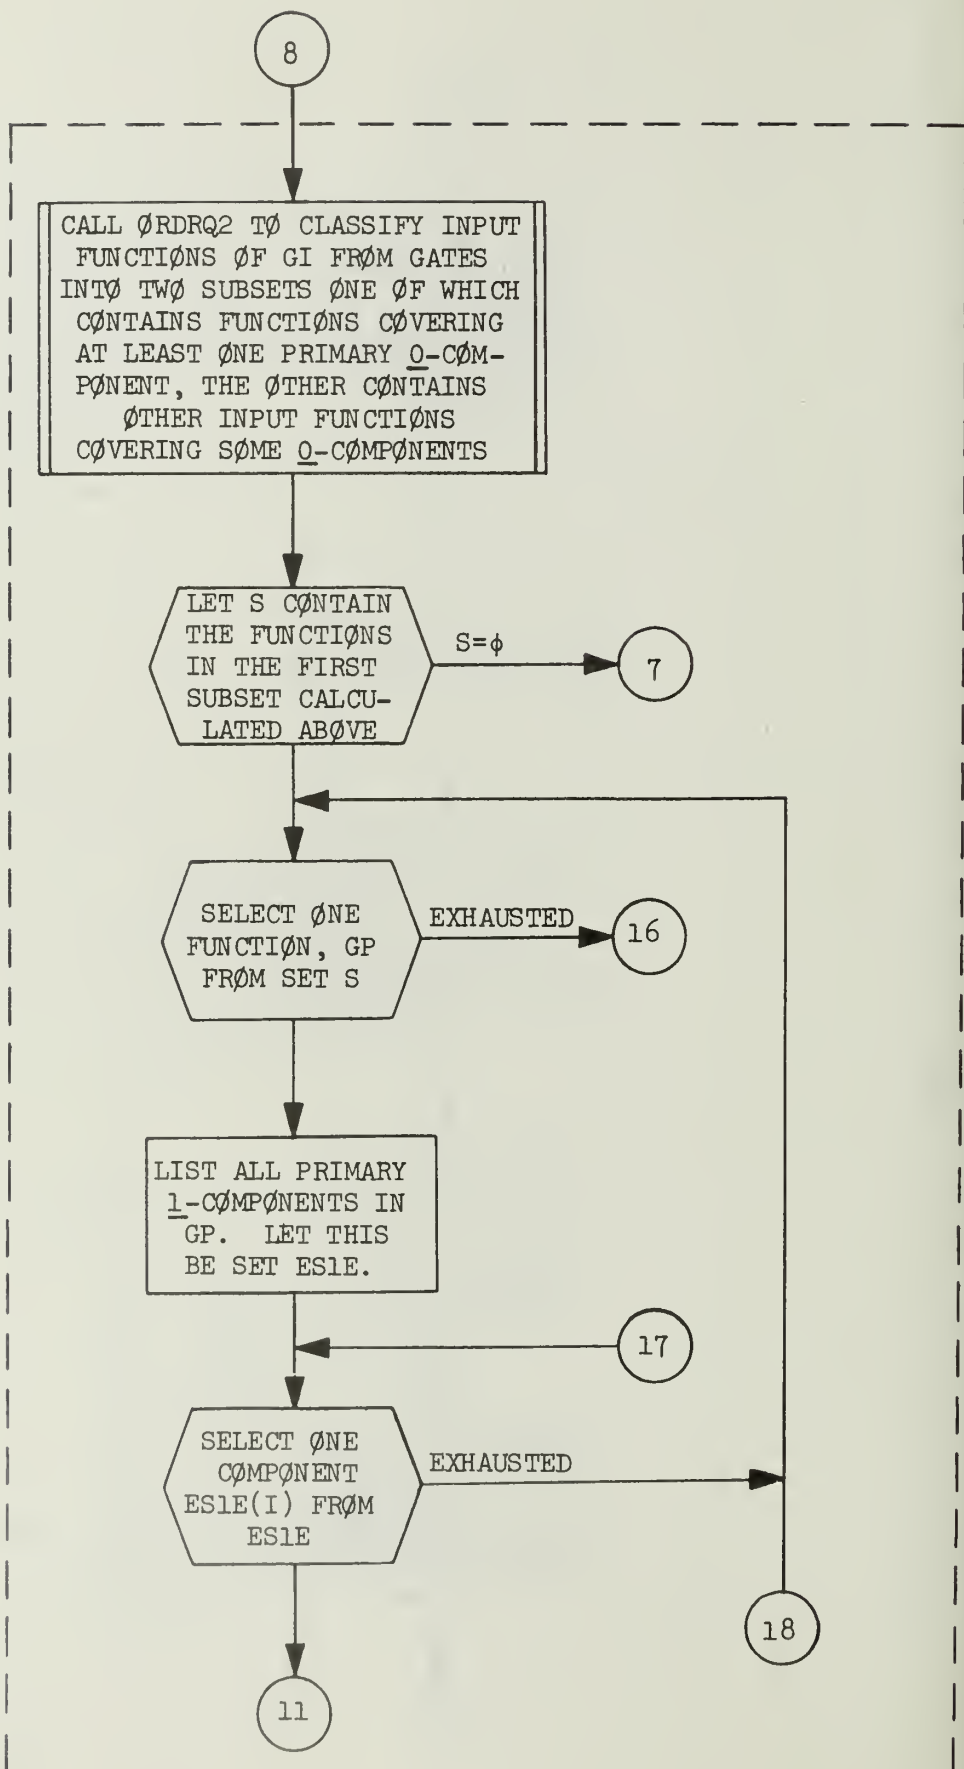 8
CALL ØRDRQ2 TØ CLASSIFY INPUT
FUNCTIØNS ØF GI FRØM GATES
INTØ TWØ SUBSETS ØNE ØF WHICH
CØNTAINS FUNCTIØNS CØVERING
AT LEAST ØNE PRIMARY 0-CØM-
PØNENT, THE ØTHER CØNTAINS
ØTHER INPUT FUNCTIØNS
CØVERING SØME 0-CØMPØNENTS
LET S CØNTAIN
THE FUNCTIØNS
IN THE FIRST
SUBSET CALCU-
LATED ABØVE
S=ϕ
7
SELECT ØNE
FUNCTIØN, GP
FRØM SET S
EXHAUSTED
16
LIST ALL PRIMARY
1-CØMPØNENTS IN
GP. LET THIS
BE SET ES1E.
17
SELECT ØNE
CØMPØNENT
ES1E(I) FRØM
ES1E
EXHAUSTED
18
11